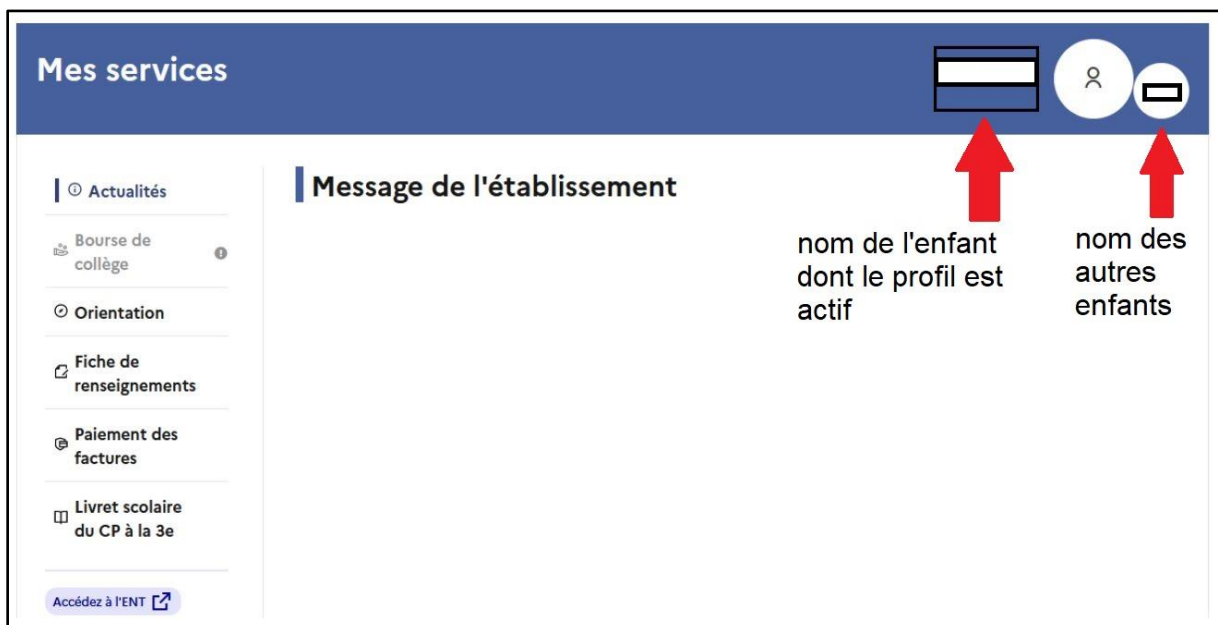 Mes services
Actualités
Bourse de
collège
Orientation
Fiche de
renseignements
Paiement des
factures
Livret scolaire
du CP à la 3e
Accédez à l'ENT
Message de l'établissement
nom de l'enfant
dont le profil est
actif
nom des
autres
enfants